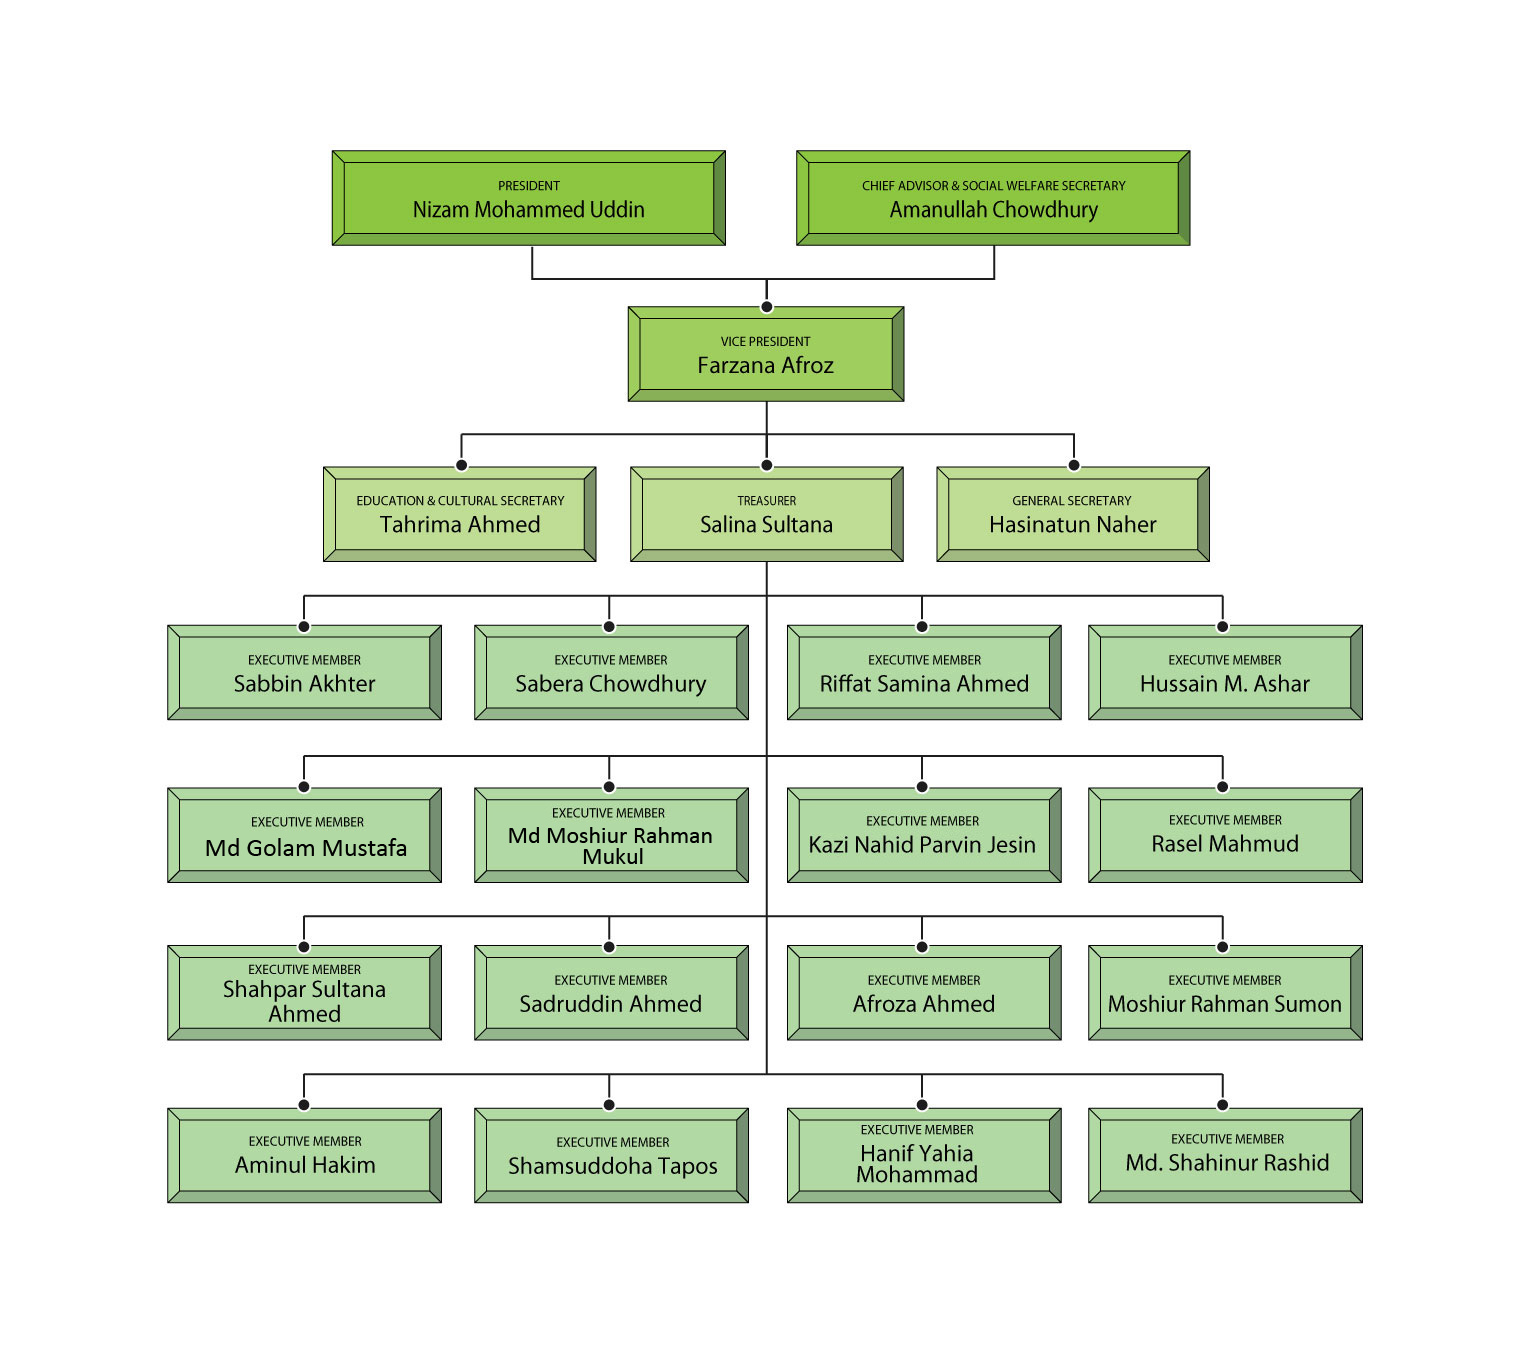 PRESIDENT
Nizam Mohammed Uddin
CHIEF ADVISOR & SOCIAL WELFARE SECRETARY
Amanullah Chowdhury
VICE PRESIDENT
Farzana Afroz
EDUCATION & CULTURAL SECRETARY
Tahrima Ahmed
TREASURER
Salina Sultana
GENERAL SECRETARY
Hasinatun Naher
EXECUTIVE MEMBER
Sabbin Akhter
EXECUTIVE MEMBER
Sabera Chowdhury
EXECUTIVE MEMBER
Riffat Samina Ahmed
EXECUTIVE MEMBER
Hussain M. Ashar
EXECUTIVE MEMBER
Md Golam Mustafa
EXECUTIVE MEMBER
Md Moshiur Rahman
Mukul
EXECUTIVE MEMBER
Kazi Nahid Parvin Jesin
EXECUTIVE MEMBER
Rasel Mahmud
EXECUTIVE MEMBER
Shahpar Sultana
Ahmed
EXECUTIVE MEMBER
Sadruddin Ahmed
EXECUTIVE MEMBER
Afroza Ahmed
EXECUTIVE MEMBER
Moshiur Rahman Sumon
EXECUTIVE MEMBER
Aminul Hakim
EXECUTIVE MEMBER
Shamsuddoha Tapos
EXECUTIVE MEMBER
Hanif Yahia
Mohammad
EXECUTIVE MEMBER
Md. Shahinur Rashid